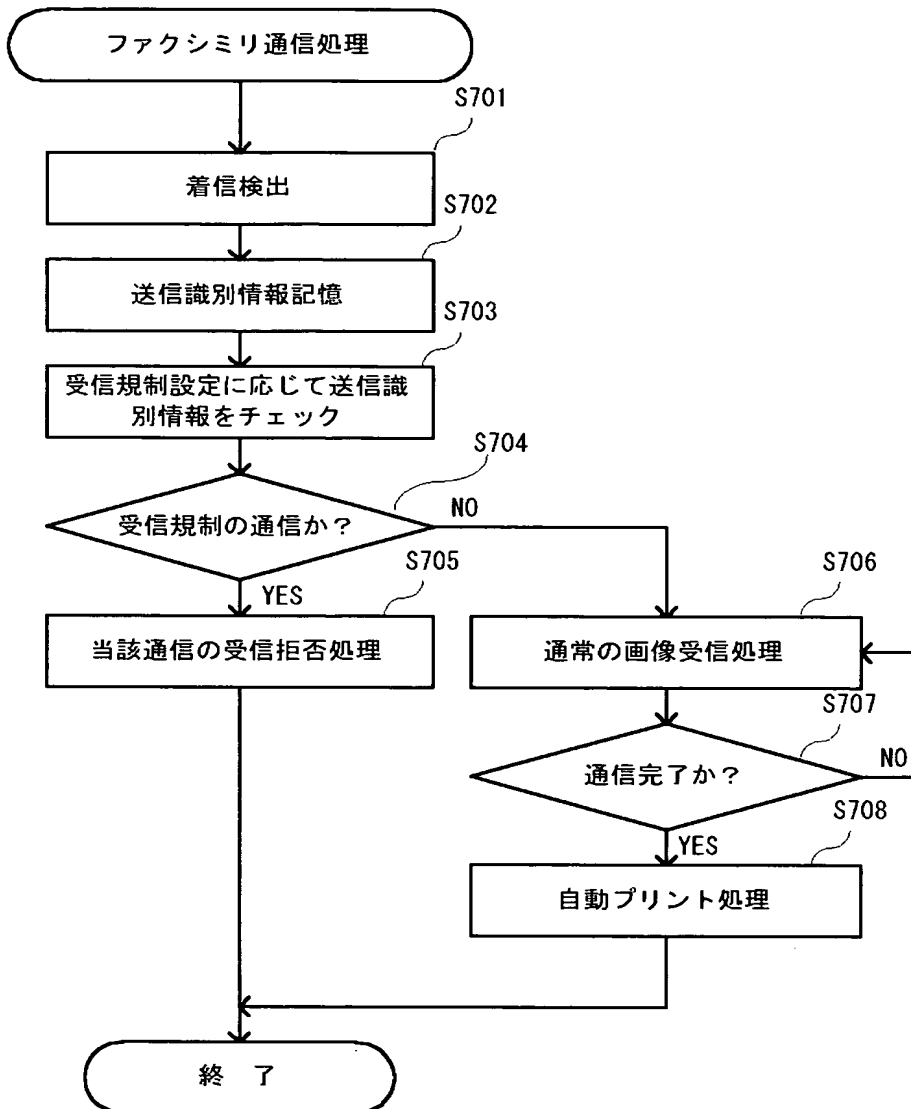 ファクシミリ通信処理
S701
着信検出
S702
送信識別情報記憶
S703
受信規制設定に応じて送信識
別情報をチェック
S704
受信規制の通信か？
NO
S705
YES
当該通信の受信拒否処理
S706
通常の画像受信処理
S707
通信完了か？
NO
S708
YES
自動プリント処理
終 了